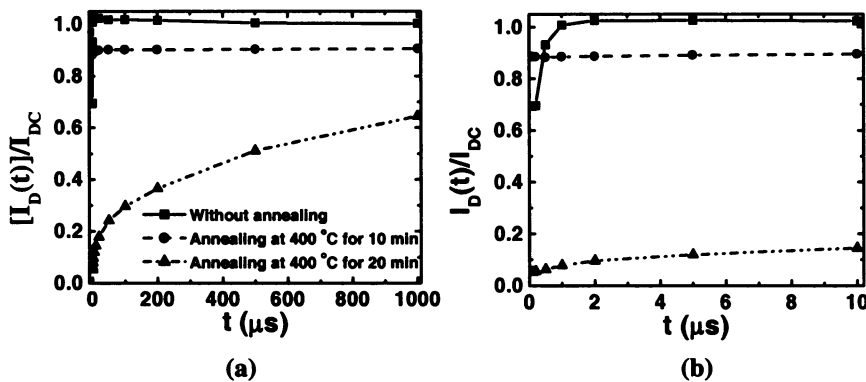 [I_D(t)]/I_DC
1.0
0.8
0.6
0.4
0.2
0.0
Without annealing
Annealing at 400 °C for 10 min
Annealing at 400 °C for 20 min
0 200 400 600 800 1000
t (μs)
(a)
I_D(t)/I_DC
1.0
0.8
0.6
0.4
0.2
0.0
0 2 4 6 8 10
t (μs)
(b)